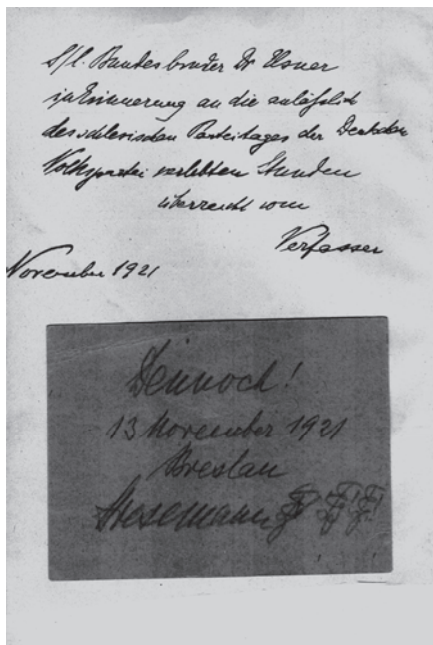 S/l. Bundesbruder Dr Elsner
in Erinnerung an die anläßlich
des schlesischen Parteitages der Deutschen
Volkspartei verlebten Stunden
überreicht vom
Verfasser
November 1921
Dennoch!
13 November 1921
Breslau
Stresemann